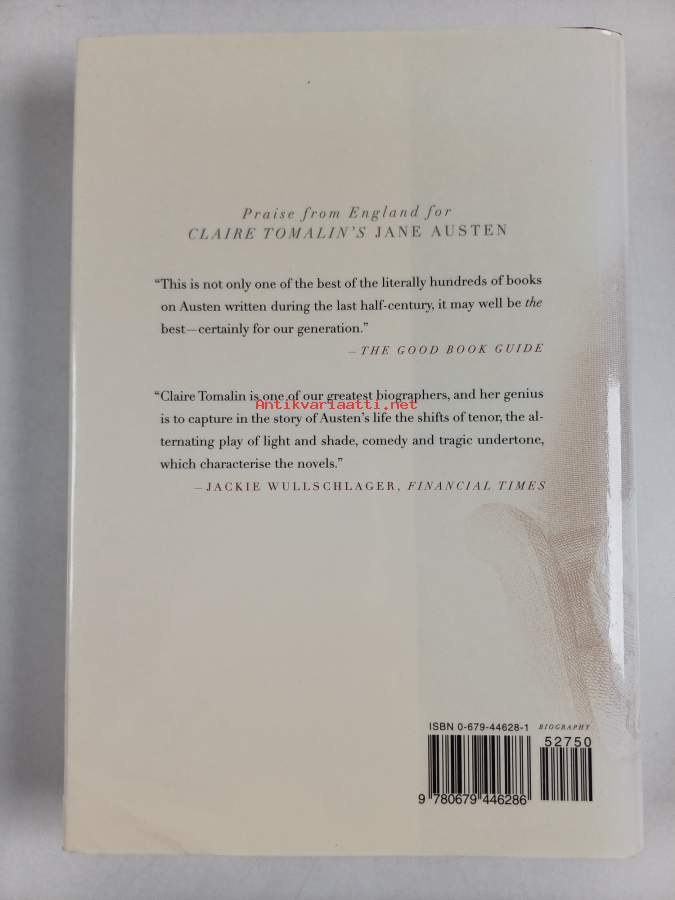 Praise from England for
CLAIRE TOMALIN'S JANE AUSTEN
“This is not only one of the best of the literally hundreds of books
on Austen written during the last half-century, it may well be the
best—certainly for our generation.”
—THE GOOD BOOK GUIDE
“Claire Tomalin is one of our greatest biographers, and her genius
Antikvariaatti.net
is to capture in the story of Austen's life the shifts of tenor, the al-
ternating play of light and shade, comedy and tragic undertone,
which characterise the novels.”
—JACKIE WULLSCHLAGER, FINANCIAL TIMES
ISBN 0-679-44628-1 BIOGRAPHY
52750
9 780679 446286